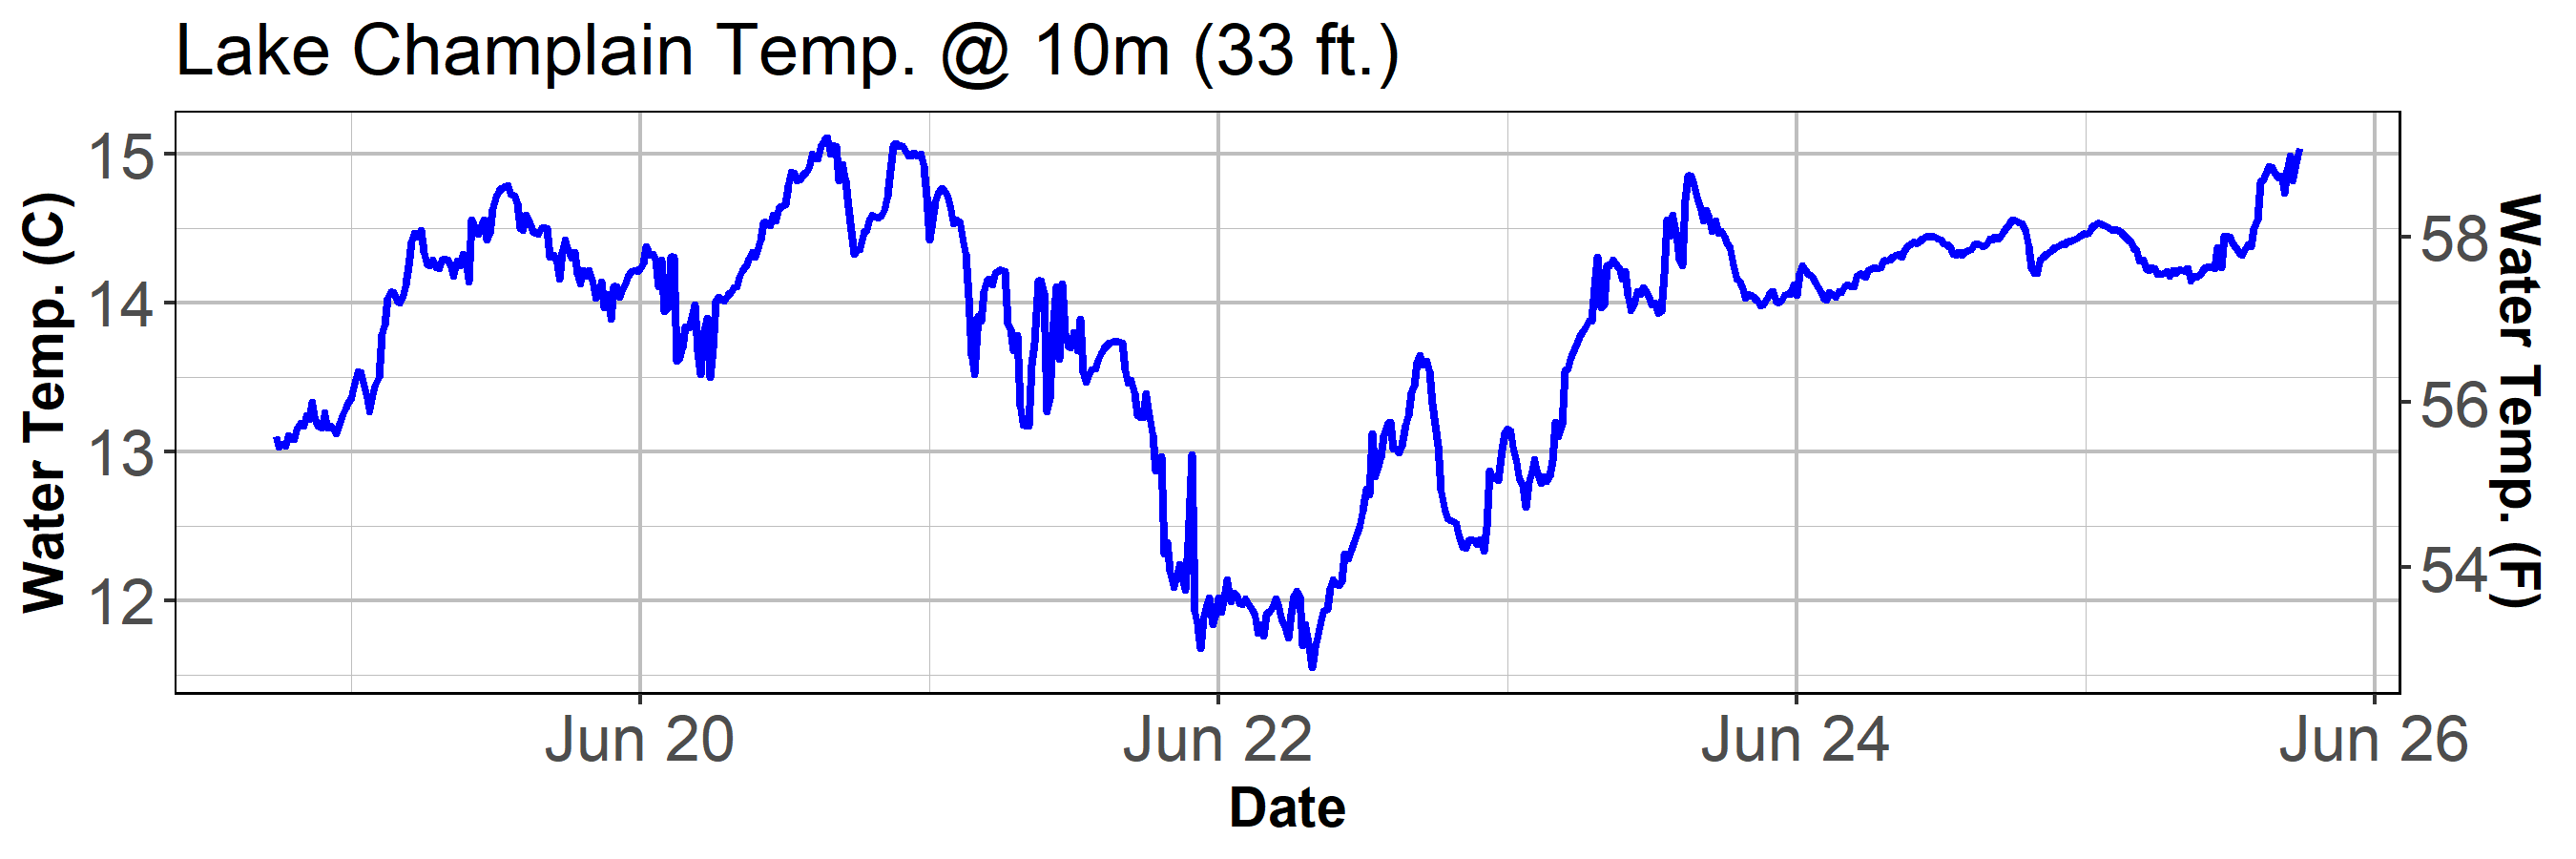 Lake Champlain Temp. @ 10m (33 ft.)
Water Temp. (C)
15
14
13
12
58
56
54
Water Temp. (F)
Jun 20
Jun 22
Jun 24
Jun 26
Date